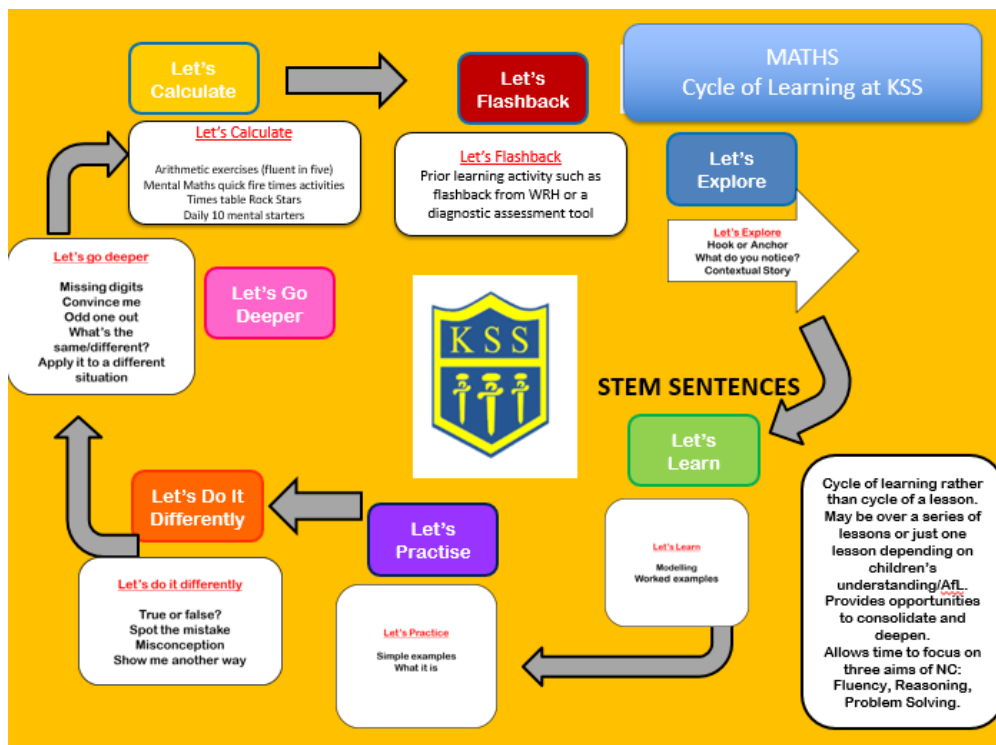 MATHS
Cycle of Learning at KSS
Let's
Calculate
Let's Calculate
Arithmetic exercises (fluent in five)
Mental Maths quick fire times activities
Times table Rock Stars
Daily 10 mental starters
Let's
Flashback
Let's Flashback
Prior learning activity such as
flashback from WRH or a
diagnostic assessment tool
Let's
Explore
Let's Explore
Hook or Anchor
What do you notice?
Contextual Story
STEM SENTENCES
Let's
Learn
Let's Learn
Modelling
Worked examples
Let's
Practise
Let's Practice
Simple examples
What it is
Let's Do It
Differently
Let's do it differently
True or false?
Spot the mistake
Misconception
Show me another way
Let's Go
Deeper
Let's go deeper
Missing digits
Convince me
Odd one out
What's the
same/different?
Apply it to a different
situation
KSS
Cycle of learning rather
than cycle of a lesson.
May be over a series of
lessons or just one
lesson depending on
children's
understanding/AfL.
Provides opportunities
to consolidate and
deepen.
Allows time to focus on
three aims of NC:
Fluency, Reasoning,
Problem Solving.